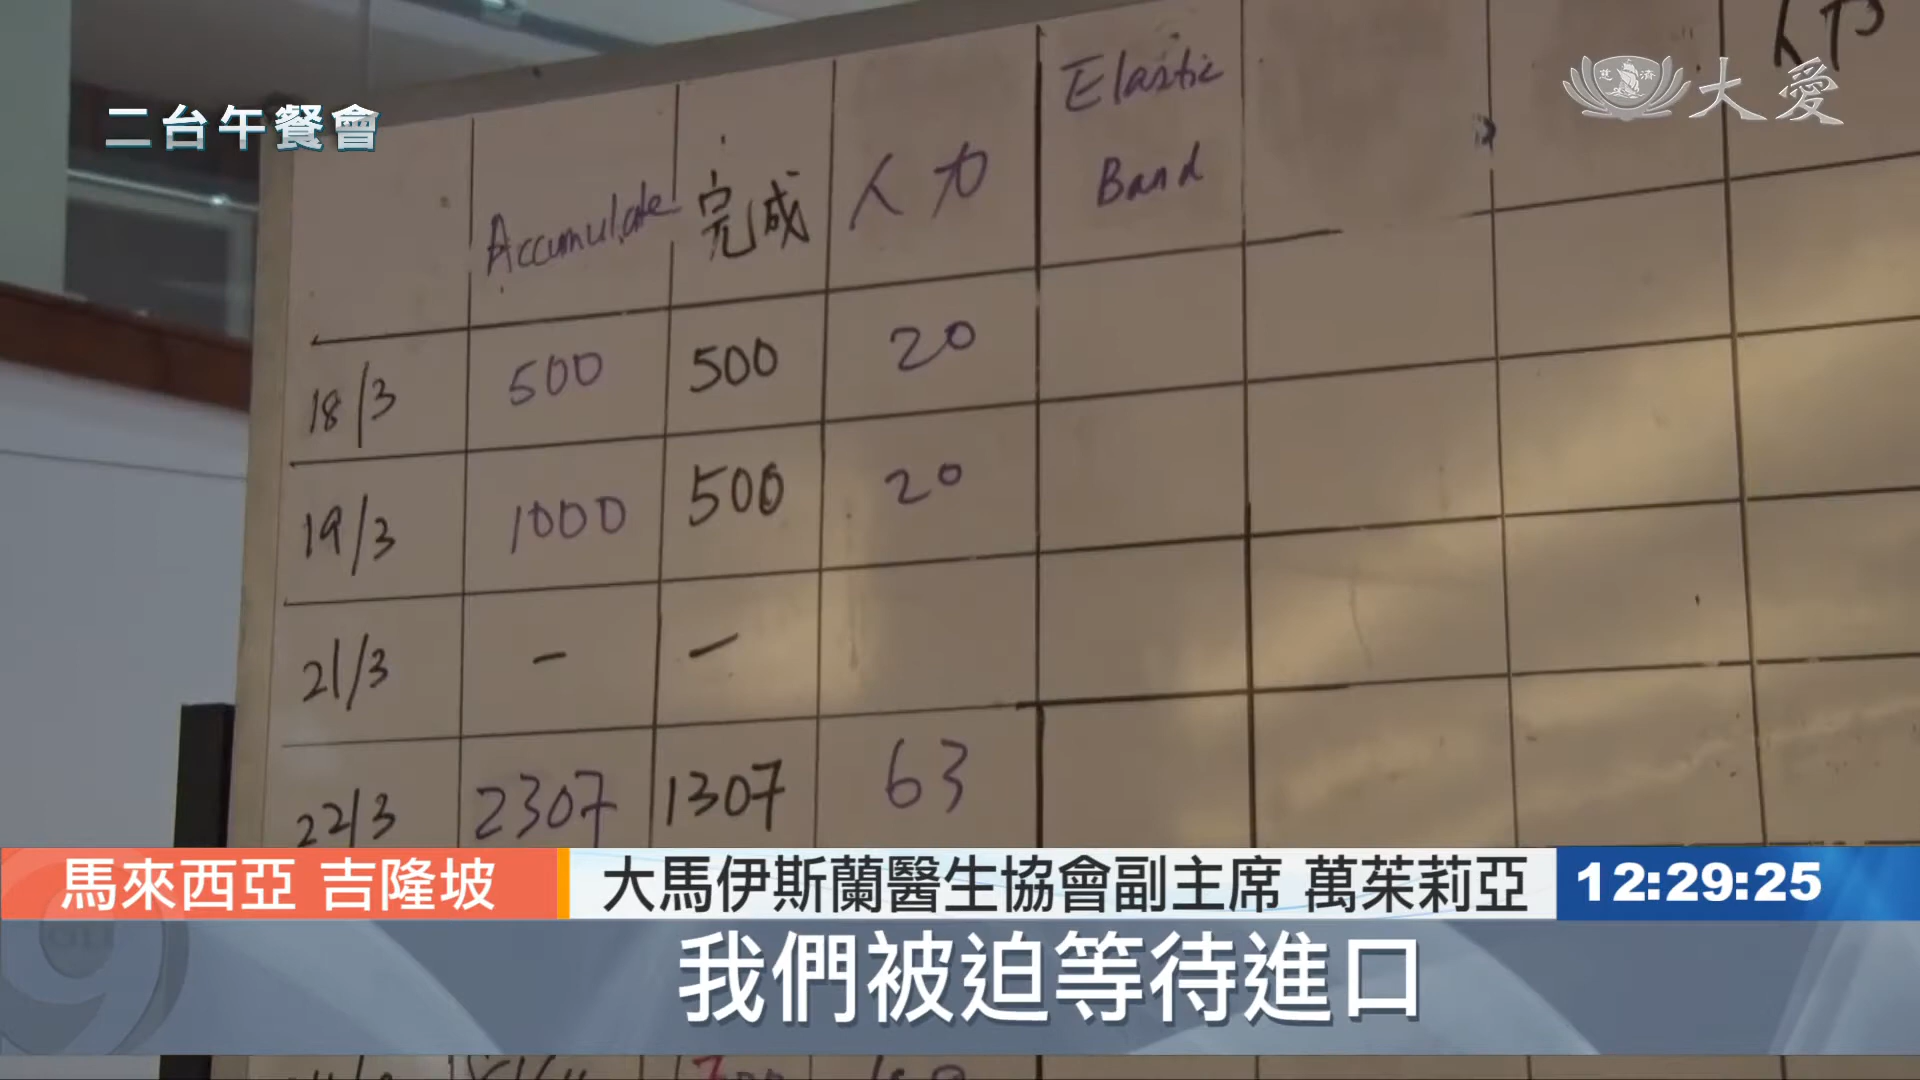 二台午餐會
慈濟
大愛
Accumulate 完成 人力 Elastic Band
18/3 500 500 20
19/3 1000 500 20
21/3 - -
22/3 2307 1307 63
馬來西亞 吉隆坡 大馬伊斯蘭醫生協會副主席 萬茱莉亞 12:29:25
我們被迫等待進口